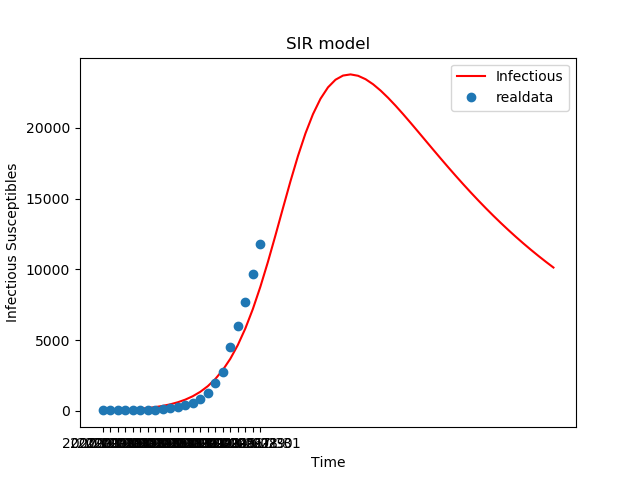 SIR model
Infectious
realdata
20000
15000
10000
5000
0
Infectious Susceptibles
Time